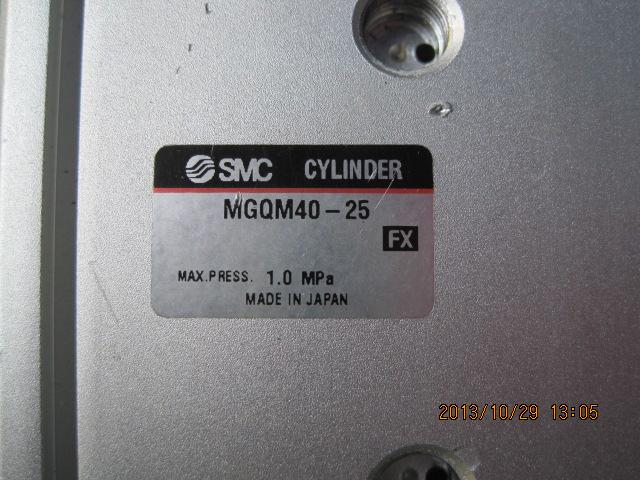 SMC CYLINDER
MGQM40-25
FX
MAX.PRESS. 1.0 MPa
MADE IN JAPAN
2013/10/29 13:05